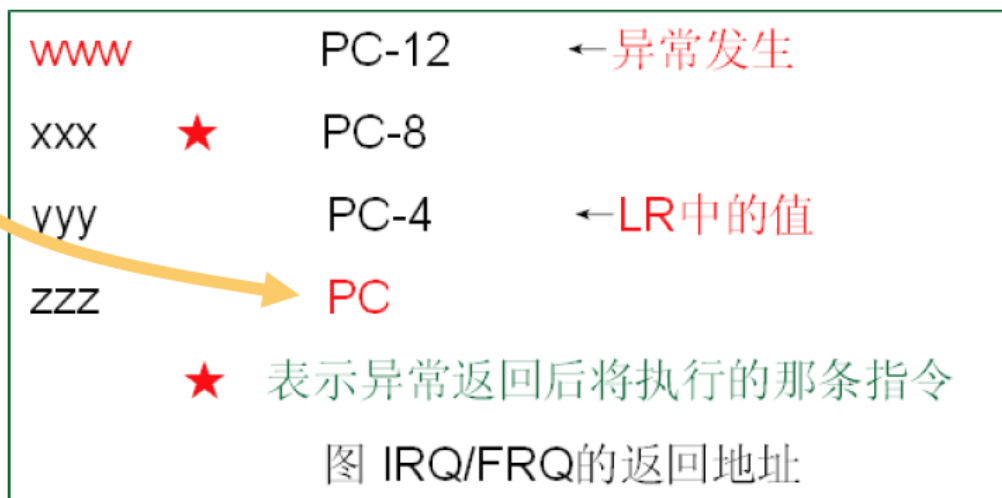 www PC-12 ←异常发生
xxx ★ PC-8
yyy PC-4 ←LR中的值
zzz PC
★ 表示异常返回后将执行的那条指令
图 IRQ/FRQ的返回地址